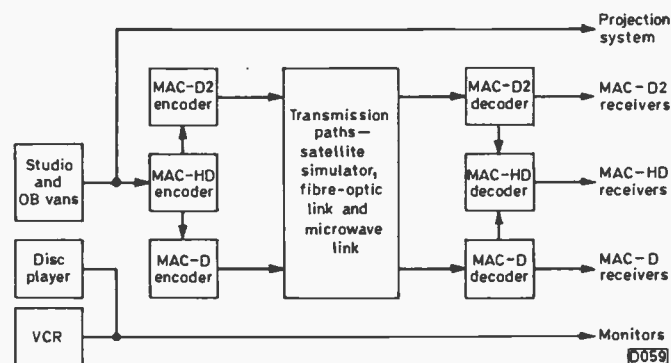 Projection
system
MAC-D2
encoder
MAC-D2
decoder
MAC-D2
receivers
Transmission
paths—
satellite
simulator,
fibre-optic
link and
microwave
link
Studio
and
OB vans
MAC-HD
encoder
MAC-HD
decoder
MAC-HD
receivers
Disc
player
MAC-D
encoder
MAC-D
decoder
MAC-D
receivers
VCR
Monitors
D059